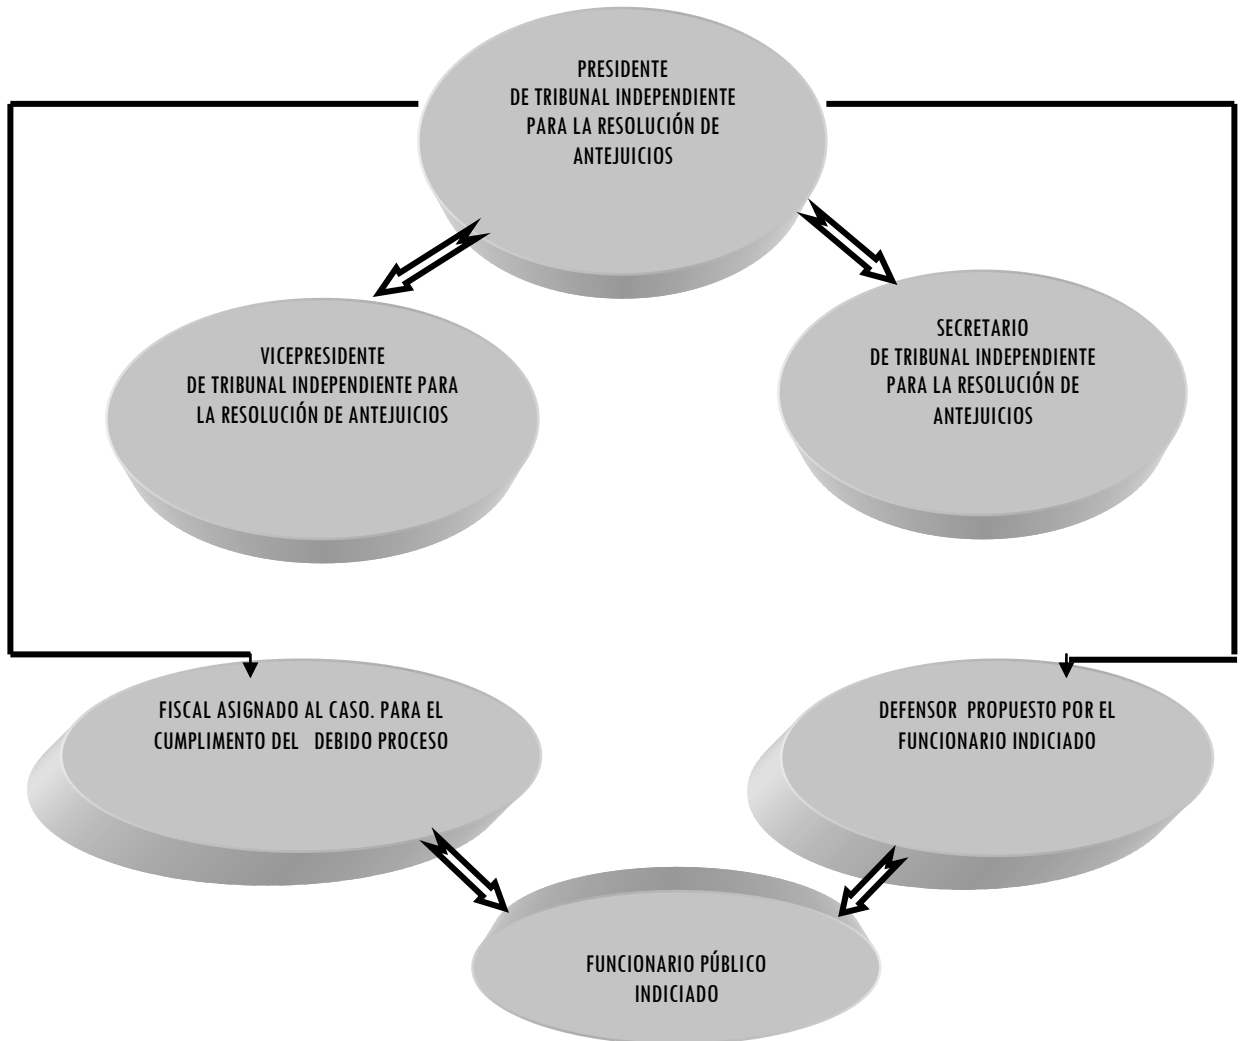 PRESIDENTE
DE TRIBUNAL INDEPENDIENTE
PARA LA RESOLUCIÓN DE
ANTEJUICIOS
VICEPRESIDENTE
DE TRIBUNAL INDEPENDIENTE PARA
LA RESOLUCIÓN DE ANTEJUICIOS
SECRETARIO
DE TRIBUNAL INDEPENDIENTE
PARA LA RESOLUCIÓN DE
ANTEJUICIOS
FISCAL ASIGNADO AL CASO. PARA EL
CUMPLIMENTO DEL DEBIDO PROCESO
DEFENSOR PROPUESTO POR EL
FUNCIONARIO INDICIADO
FUNCIONARIO PÚBLICO
INDICIADO